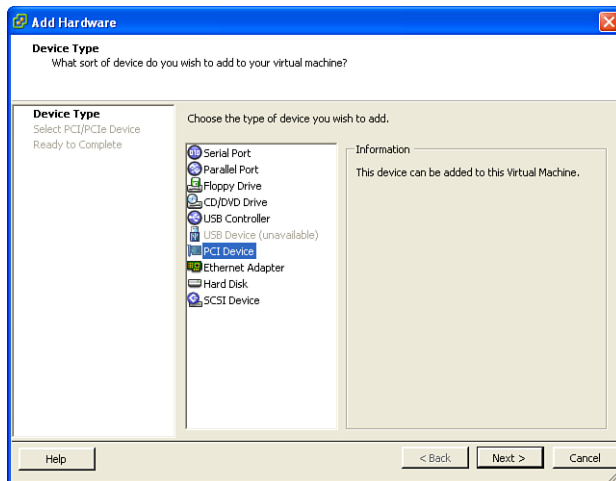 Add Hardware
Device Type
What sort of device do you wish to add to your virtual machine?
Device Type
Select PCI/PCIe Device
Ready to Complete
Choose the type of device you wish to add.
Serial Port
Parallel Port
Floppy Drive
CD/DVD Drive
USB Controller
USB Device (unavailable)
PCI Device
Ethernet Adapter
Hard Disk
SCSI Device
Information
This device can be added to this Virtual Machine.
Help
< Back
Next >
Cancel